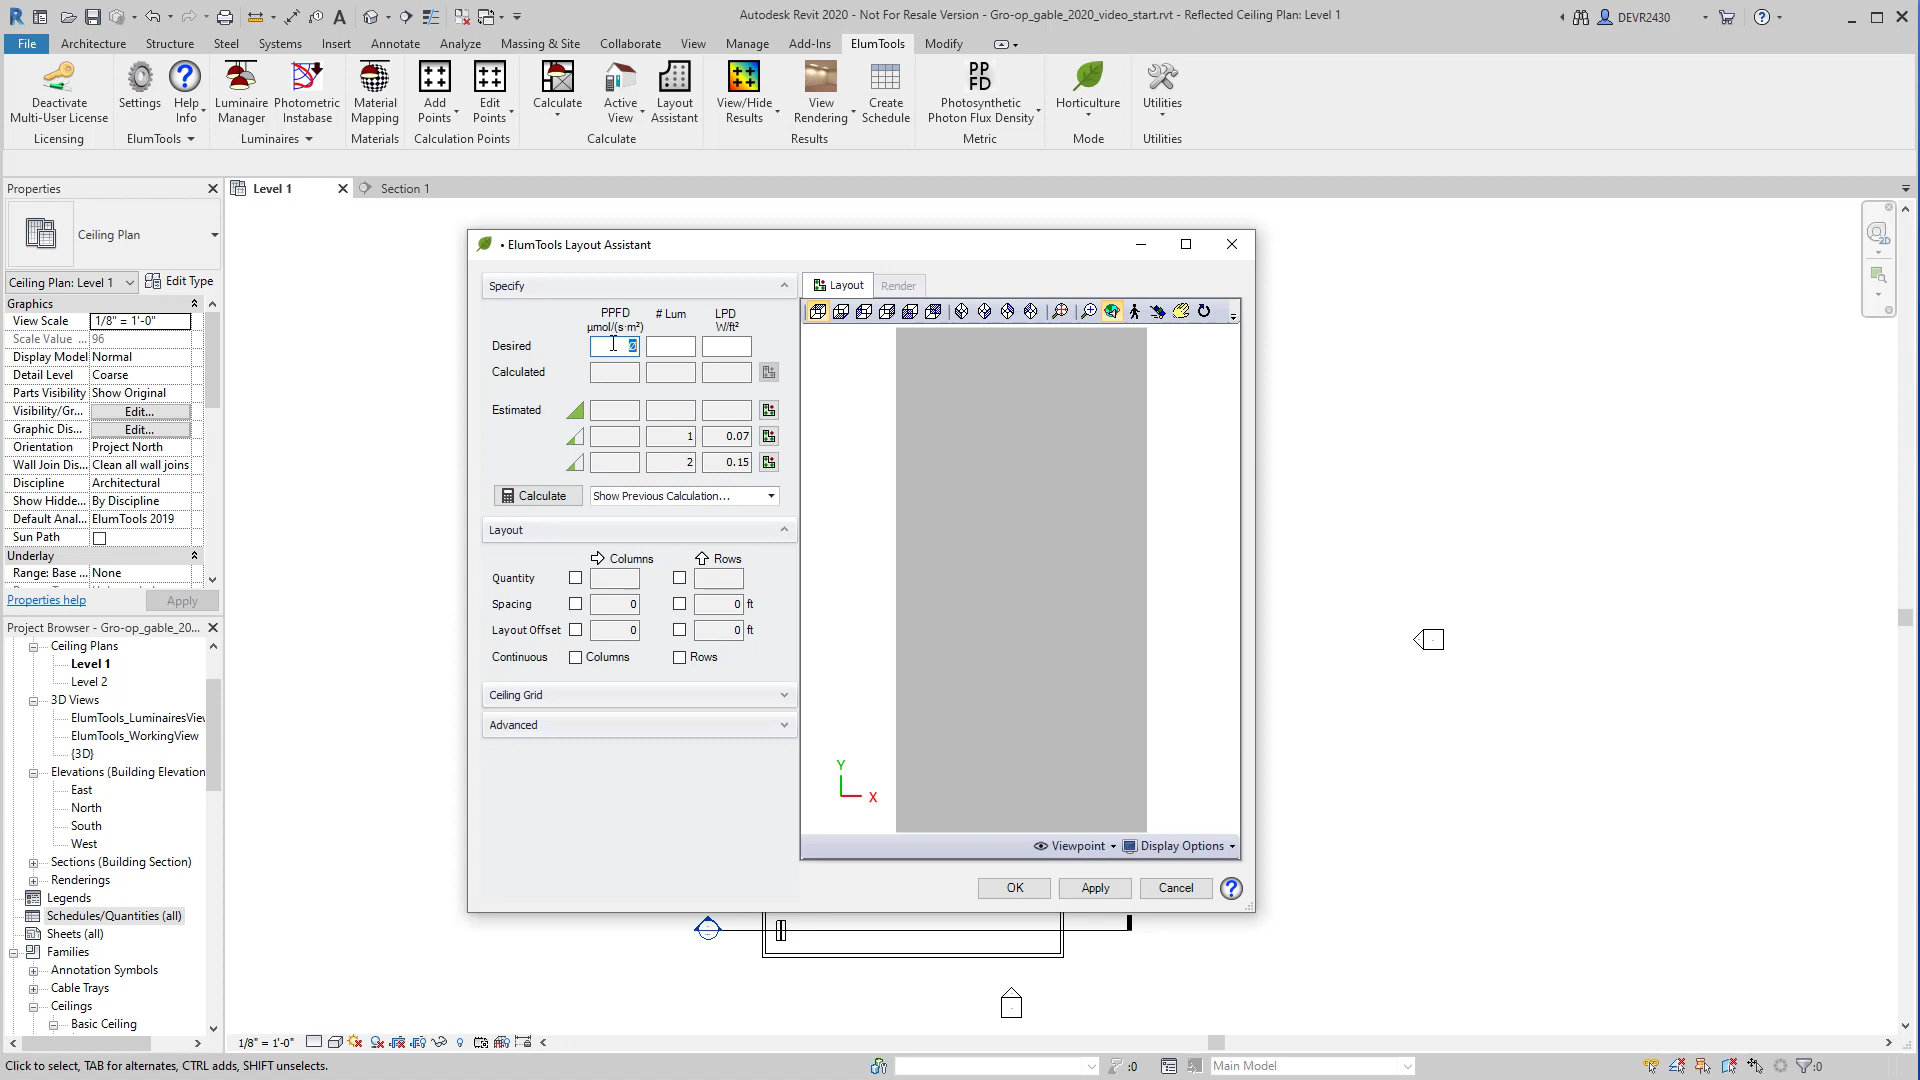 Autodesk Revit 2020 - Not For Resale Version - Gro-op_gable_2020_video_start.rvt - Reflected Ceiling Plan: Level 1
DEVR2430
File Architecture Structure Steel Systems Insert Annotate Analyze Massing & Site Collaborate View Manage Add-Ins ElumTools Modify
Deactivate Multi-User License
Settings
Help Info
Luminaire Manager
Photometric Instabase
Material Mapping
Add Points
Edit Points
Calculate
Active View
Layout Assistant
View/Hide Results
View Rendering
Create Schedule
PP FD
Photosynthetic Photon Flux Density
Horticulture
Utilities
Licensing ElumTools Luminaires Materials Calculation Points Calculate Results Metric Mode Utilities
Properties
Level 1
Section 1
Ceiling Plan
Ceiling Plan: Level 1 Edit Type
Graphics
View Scale 1/8" = 1'-0"
Scale Value ... 96
Display Model Normal
Detail Level Coarse
Parts Visibility Show Original
Visibility/Gr... Edit...
Graphic Dis... Edit...
Orientation Project North
Wall Join Dis... Clean all wall joins
Discipline Architectural
Show Hidde... By Discipline
Default Anal... ElumTools 2019
Sun Path
Underlay
Range: Base ... None
Properties help Apply
Project Browser - Gro-op_gable_20...
Ceiling Plans
Level 1
Level 2
3D Views
ElumTools_LuminairesView
ElumTools_WorkingView
{3D}
Elevations (Building Elevation
East
North
South
West
Sections (Building Section)
Renderings
Legends
Schedules/Quantities (all)
Sheets (all)
Families
Annotation Symbols
Cable Trays
Ceilings
Basic Ceiling
• ElumTools Layout Assistant
Specify
PPFD # Lum LPD
µmol/(s·m²) W/ft²
Desired 0
Calculated
Estimated
1 0.07
2 0.15
Calculate Show Previous Calculation...
Layout
Columns Rows
Quantity
Spacing 0 0 ft
Layout Offset 0 0 ft
Continuous Columns Rows
Ceiling Grid
Advanced
Layout Render
Y
X
Viewpoint Display Options
OK Apply Cancel
1/8" = 1'-0"
Click to select, TAB for alternates, CTRL adds, SHIFT unselects.
:0
Main Model
:0